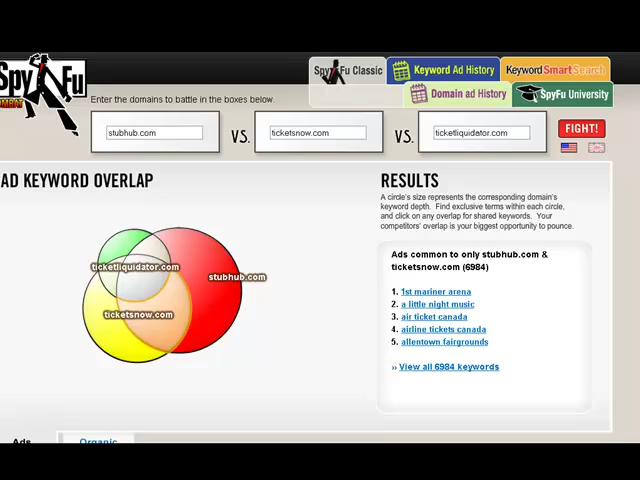 Spy Fu
Spy Fu Classic
Keyword Ad History
KeywordSmartSearch
Domain ad History
SpyFu University
Enter the domains to battle in the boxes below.
stubhub.com
VS.
ticketsnow.com
VS.
ticketliquidator.com
FIGHT!
AD KEYWORD OVERLAP
ticketliquidator.com
stubhub.com
ticketsnow.com
RESULTS
A circle's size represents the corresponding domain's
keyword depth. Find exclusive terms within each circle,
and click on any overlap for shared keywords. Your
competitors' overlap is your biggest opportunity to pounce.
Ads common to only stubhub.com &
ticketsnow.com (6984)
1. 1st mariner arena
2. a little night music
3. air ticket canada
4. airline tickets canada
5. allentown fairgrounds
›› View all 6984 keywords
Ads
Organic